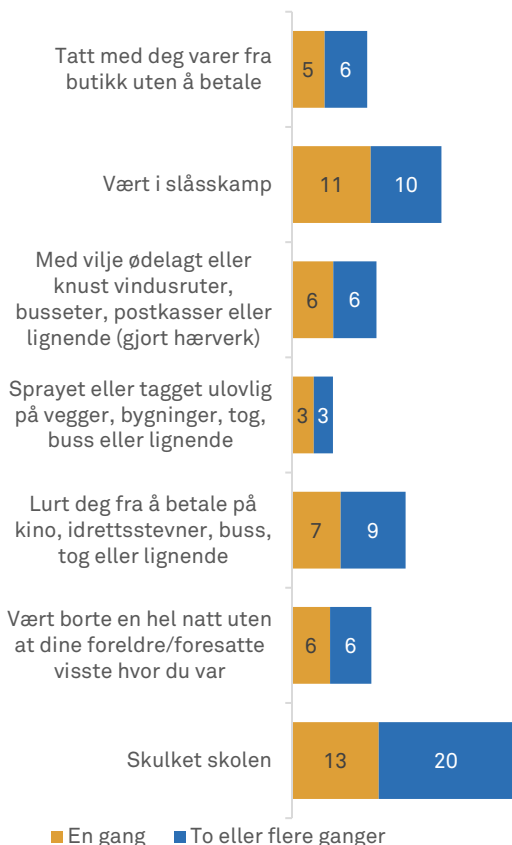 Tatt med deg varer fra
butikk uten å betale
5 6
Vært i slåsskamp
11 10
Med vilje ødelagt eller
knust vindusruter,
busseter, postkasser eller
lignende (gjort hærverk)
6 6
Sprayet eller tagget ulovlig
på vegger, bygninger, tog,
buss eller lignende
3 3
Lurt deg fra å betale på
kino, idrettsstevner, buss,
tog eller lignende
7 9
Vært borte en hel natt uten
at dine foreldre/foresatte
visste hvor du var
6 6
Skulket skolen
13 20
En gang To eller flere ganger